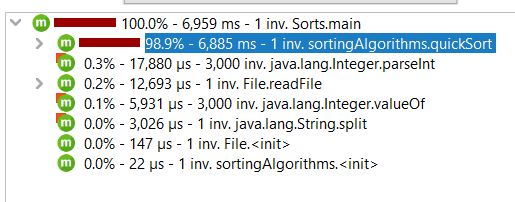 m 100.0% - 6,959 ms - 1 inv. Sorts.main
m 98.9% - 6,885 ms - 1 inv. sortingAlgorithms.quickSort
m 0.3% - 17,880 µs - 3,000 inv. java.lang.Integer.parseInt
m 0.2% - 12,693 µs - 1 inv. File.readFile
m 0.1% - 5,931 µs - 3,000 inv. java.lang.Integer.valueOf
m 0.0% - 3,026 µs - 1 inv. java.lang.String.split
m 0.0% - 147 µs - 1 inv. File.<init>
m 0.0% - 22 µs - 1 inv. sortingAlgorithms.<init>